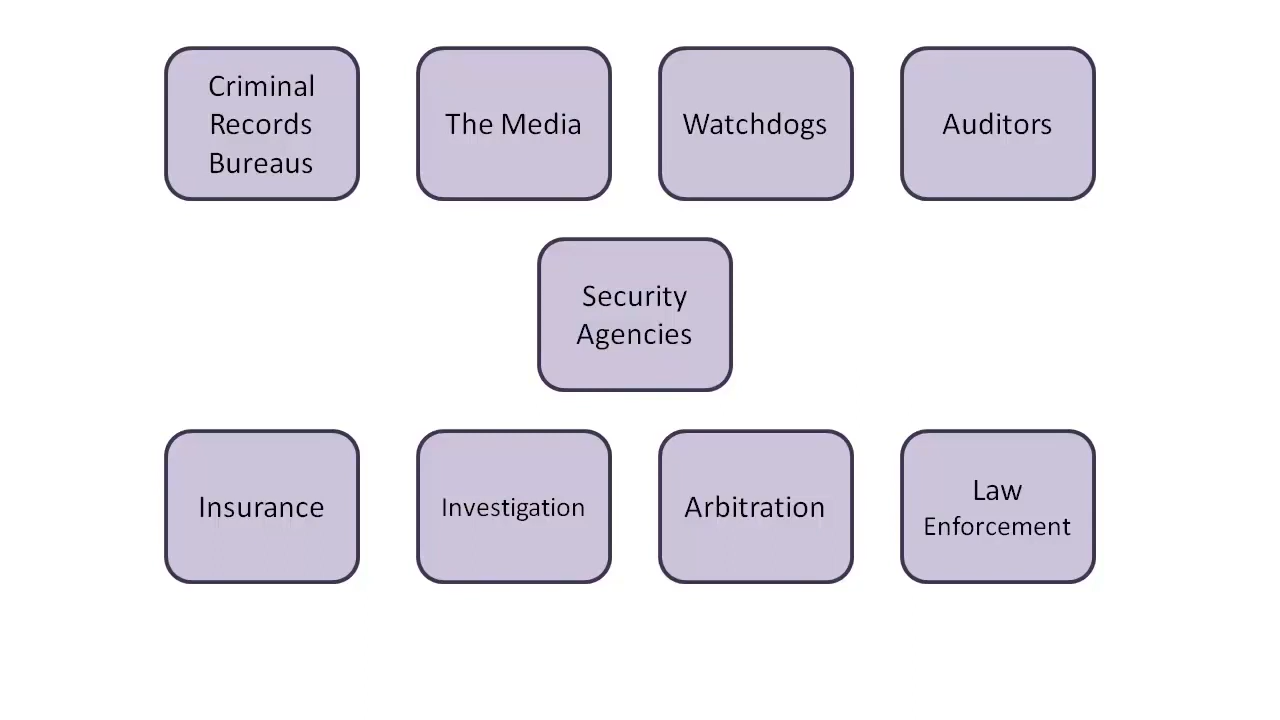 Criminal
Records
Bureaus
The Media
Watchdogs
Auditors
Security
Agencies
Insurance
Investigation
Arbitration
Law
Enforcement